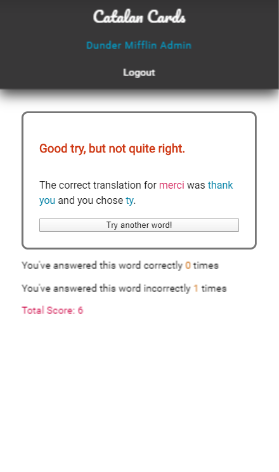 Catalan Cards
Dunder Mifflin Admin
Logout
Good try, but not quite right.
The correct translation for merci was thank
you and you chose ty.
Try another word!
You've answered this word correctly 0 times
You've answered this word incorrectly 1 times
Total Score: 6